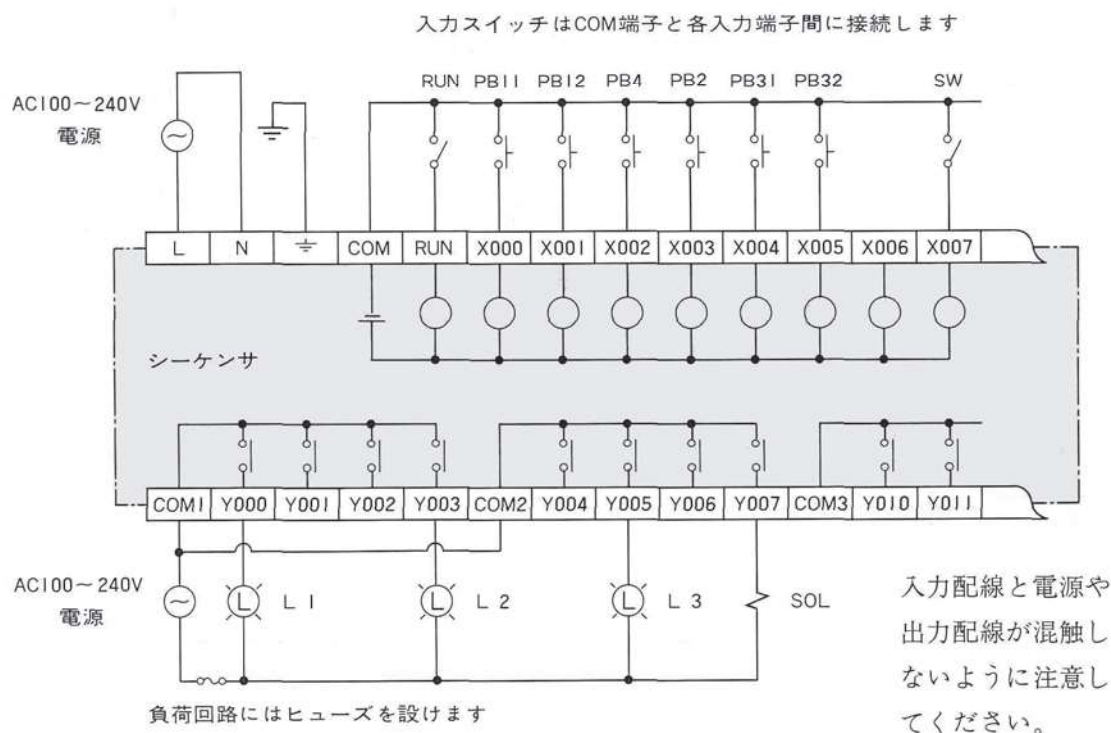 入力スイッチはCOM端子と各入力端子間に接続します
RUN PB11 PB12 PB4 PB2 PB31 PB32 SW
AC100～240V
電源
L N COM RUN X000 X001 X002 X003 X004 X005 X006 X007
シーケンサ
COM1 Y000 Y001 Y002 Y003 COM2 Y004 Y005 Y006 Y007 COM3 Y010 Y011
AC100～240V
電源
L L1 L L2 L L3 SOL
入力配線と電源や
出力配線が混触し
ないように注意し
てください。
負荷回路にはヒューズを設けます